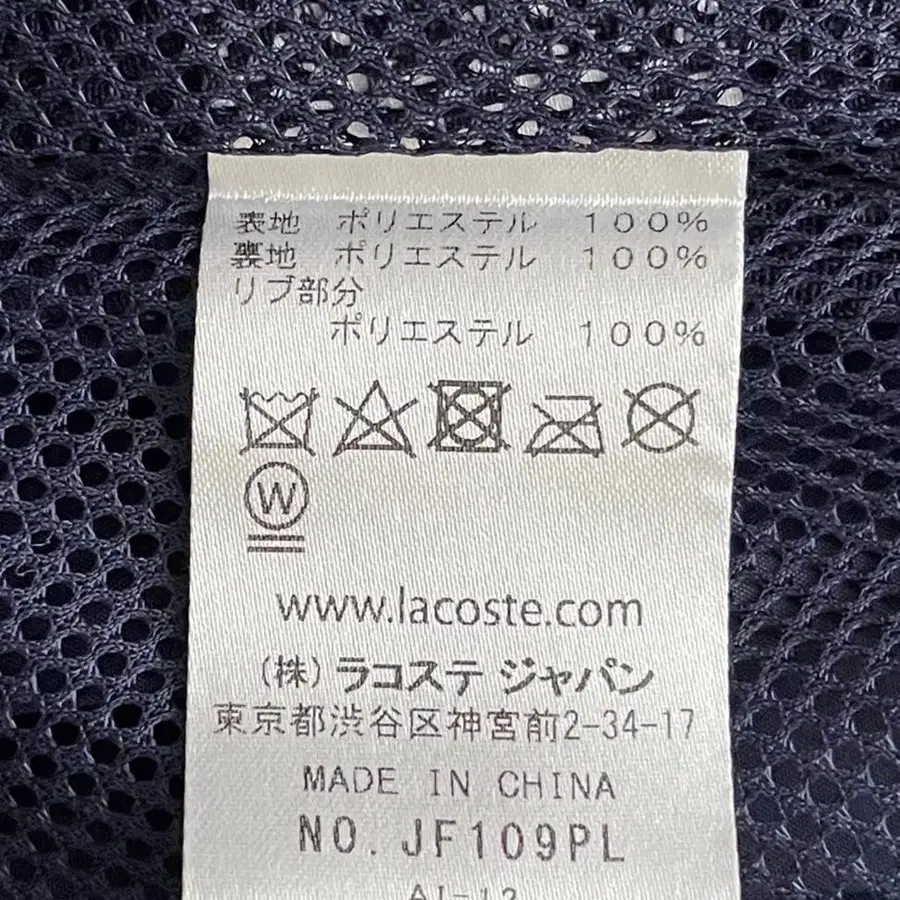 表地 ポリエステル 100%
裏地 ポリエステル 100%
リブ部分
ポリエステル 100%
W
www.lacoste.com
(株) ラコステ ジャパン
東京都渋谷区神宮前2-34-17
MADE IN CHINA
NO. JF109PL